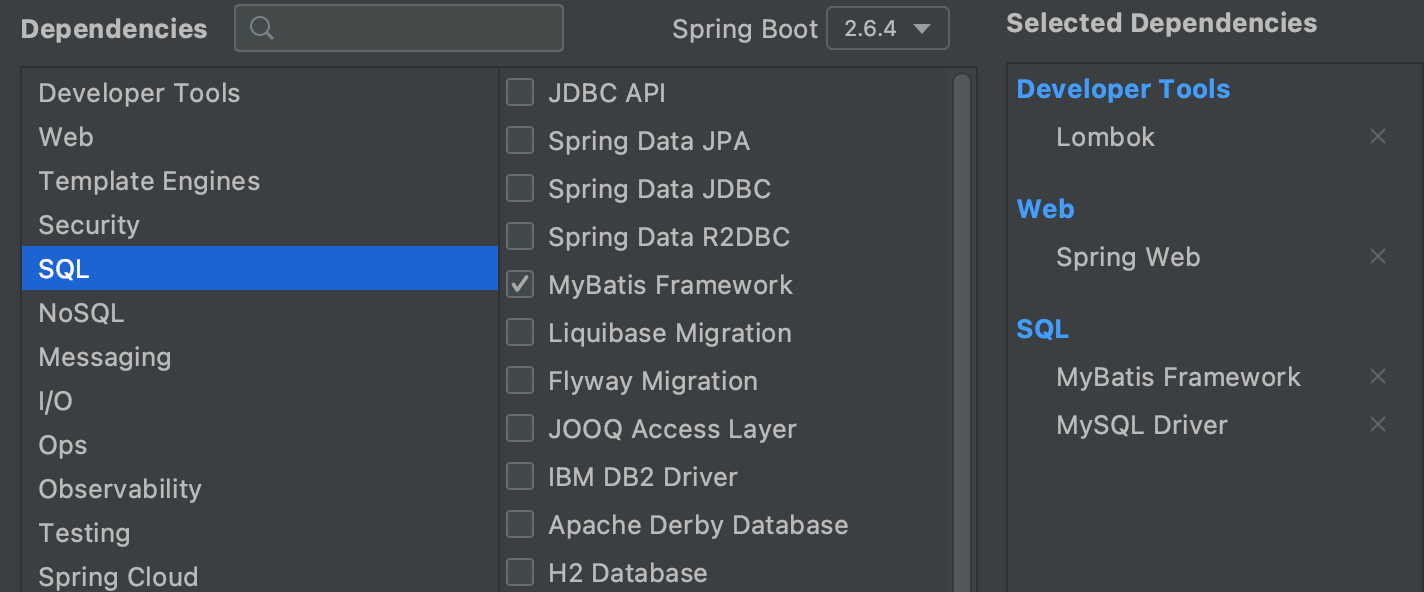 Dependencies
Spring Boot 2.6.4
Developer Tools
Web
Template Engines
Security
SQL
NoSQL
Messaging
I/O
Ops
Observability
Testing
Spring Cloud
JDBC API
Spring Data JPA
Spring Data JDBC
Spring Data R2DBC
MyBatis Framework
Liquibase Migration
Flyway Migration
JOOQ Access Layer
IBM DB2 Driver
Apache Derby Database
H2 Database
Selected Dependencies
Developer Tools
Lombok
Web
Spring Web
SQL
MyBatis Framework
MySQL Driver